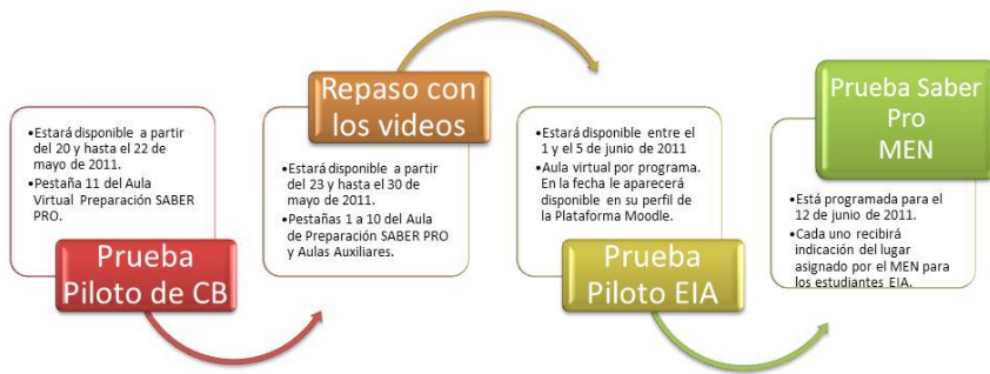 •Estará disponible a partir
del 20 y hasta el 22 de
mayo de 2011.
•Pestaña 11 del Aula
Virtual Preparación SABER
PRO.
Prueba
Piloto de CB
Repaso con
los videos
•Estará disponible a partir
del 23 y hasta el 30 de
mayo de 2011.
•Pestañas 1 a 10 del Aula
de Preparación SABER PRO
y Aulas Auxiliares.
•Estará disponible entre el
1 y el 5 de junio de 2011
•Aula virtual por programa.
En la fecha le aparecerá
disponible en su perfil de
la Plataforma Moodle.
Prueba
Piloto EIA
Prueba Saber
Pro
MEN
•Está programada para el
12 de junio de 2011.
•Cada uno recibirá
indicación del lugar
asignado por el MEN para
los estudiantes EIA.